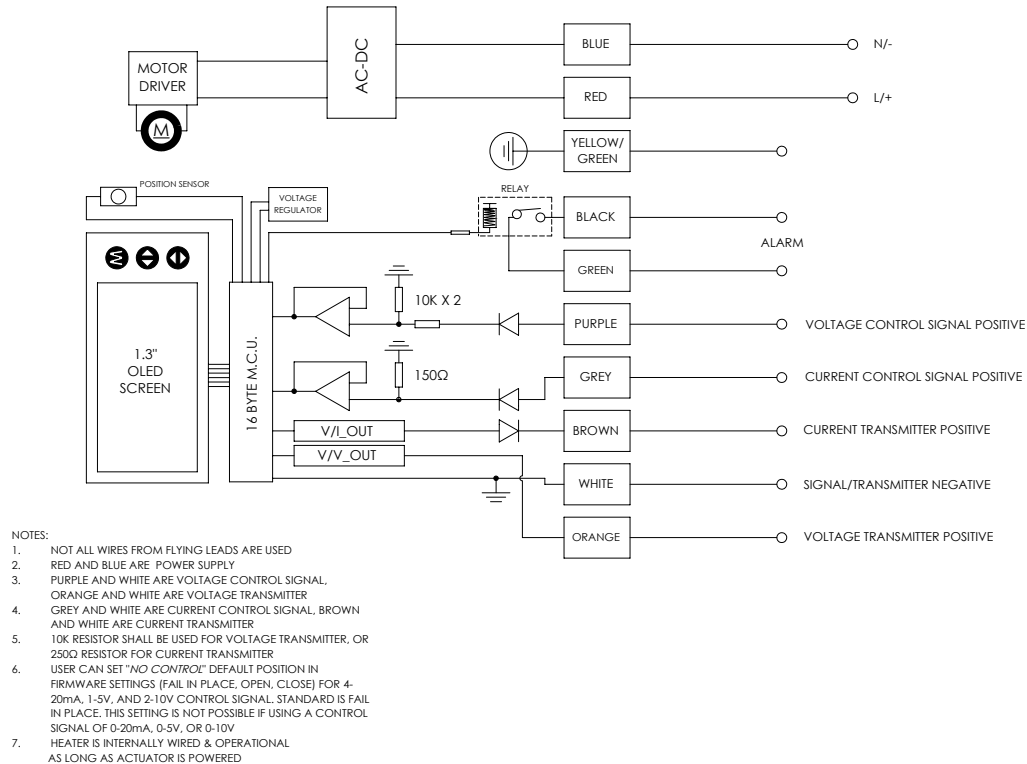 AC-DC
BLUE
N/-
MOTOR
DRIVER
RED
L/+
M
YELLOW/
GREEN
POSITION SENSOR
VOLTAGE
REGULATOR
RELAY
BLACK
ALARM
GREEN
10K X 2
PURPLE
VOLTAGE CONTROL SIGNAL POSITIVE
1.3"
OLED
SCREEN
16 BYTE M.C.U.
150Ω
GREY
CURRENT CONTROL SIGNAL POSITIVE
V/I_OUT
BROWN
CURRENT TRANSMITTER POSITIVE
V/V_OUT
WHITE
SIGNAL/TRANSMITTER NEGATIVE
ORANGE
VOLTAGE TRANSMITTER POSITIVE
NOTES:
1. NOT ALL WIRES FROM FLYING LEADS ARE USED
2. RED AND BLUE ARE POWER SUPPLY
3. PURPLE AND WHITE ARE VOLTAGE CONTROL SIGNAL,
ORANGE AND WHITE ARE VOLTAGE TRANSMITTER
4. GREY AND WHITE ARE CURRENT CONTROL SIGNAL, BROWN
AND WHITE ARE CURRENT TRANSMITTER
5. 10K RESISTOR SHALL BE USED FOR VOLTAGE TRANSMITTER, OR
250Ω RESISTOR FOR CURRENT TRANSMITTER
6. USER CAN SET "NO CONTROL" DEFAULT POSITION IN
FIRMWARE SETTINGS (FAIL IN PLACE, OPEN, CLOSE) FOR 4-
20mA, 1-5V, AND 2-10V CONTROL SIGNAL. STANDARD IS FAIL
IN PLACE. THIS SETTING IS NOT POSSIBLE IF USING A CONTROL
SIGNAL OF 0-20mA, 0-5V, OR 0-10V
7. HEATER IS INTERNALLY WIRED & OPERATIONAL
AS LONG AS ACTUATOR IS POWERED